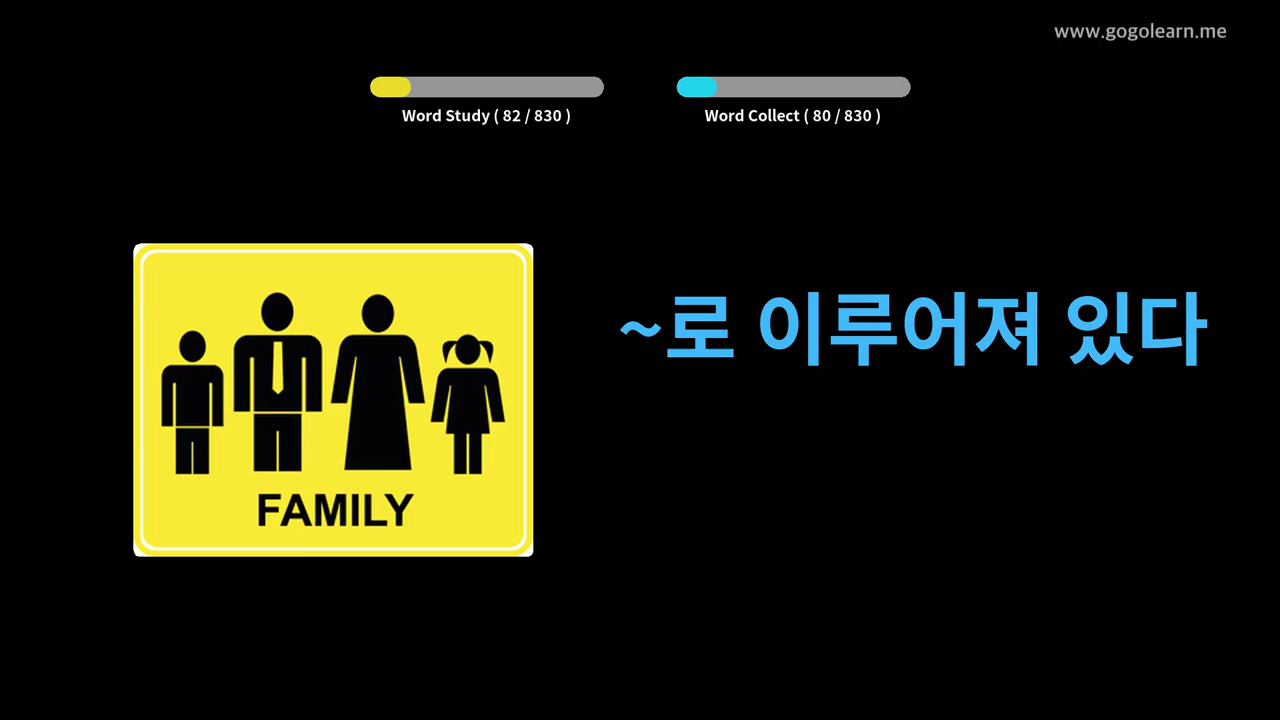 www.gogolearn.me
Word Study ( 82 / 830 )
Word Collect ( 80 / 830 )
~로 이루어져 있다
FAMILY